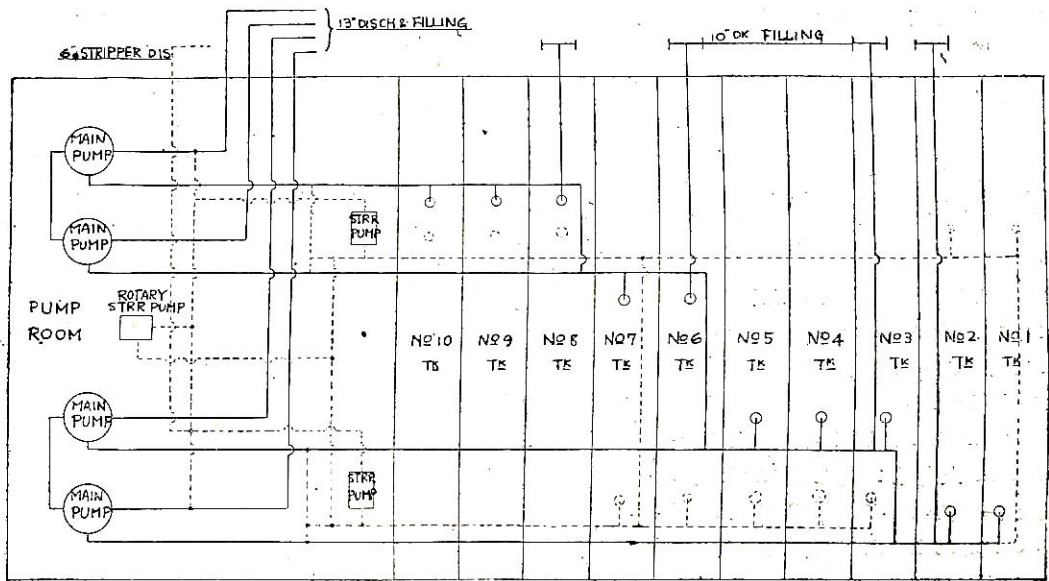 13" DISCH & FILLING
6" STRIPPER DIS
10" DK FILLING
MAIN
PUMP
MAIN
PUMP
STRR
PUMP
PUMP
ROOM
ROTARY
STRR PUMP
No 10
TK
No 9
TK
No 8
TK
No 7
TK
No 6
TK
No 5
TK
No 4
TK
No 3
TK
No 2
TK
No 1
TK
MAIN
PUMP
MAIN
PUMP
STRP
PUMP